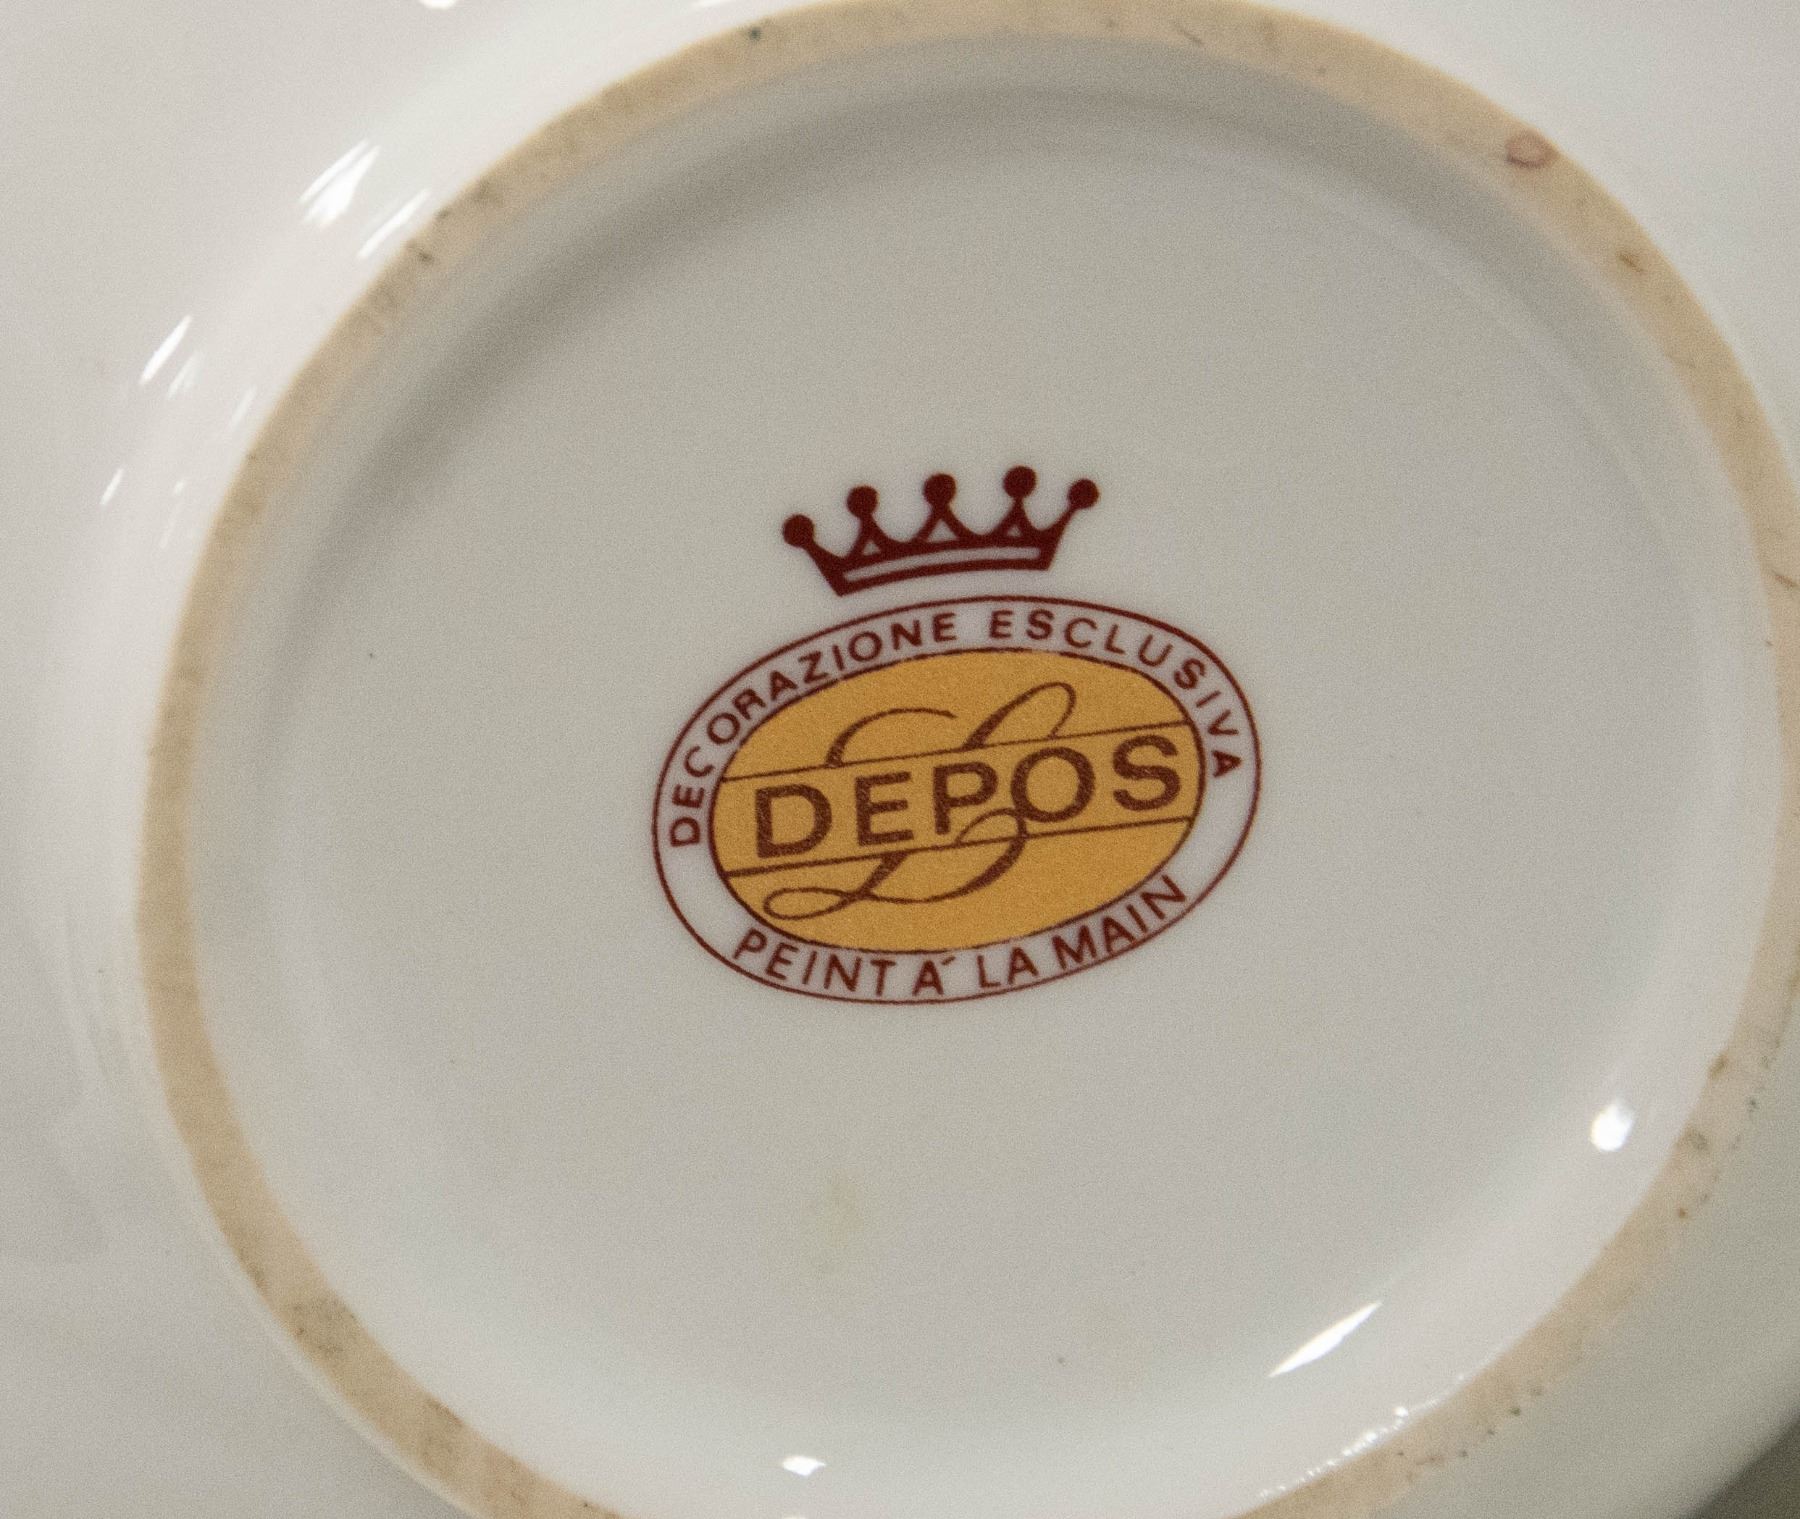 DECORAZIONE ESCLUSIVA
DEPOS
PEINT Á LA MAIN